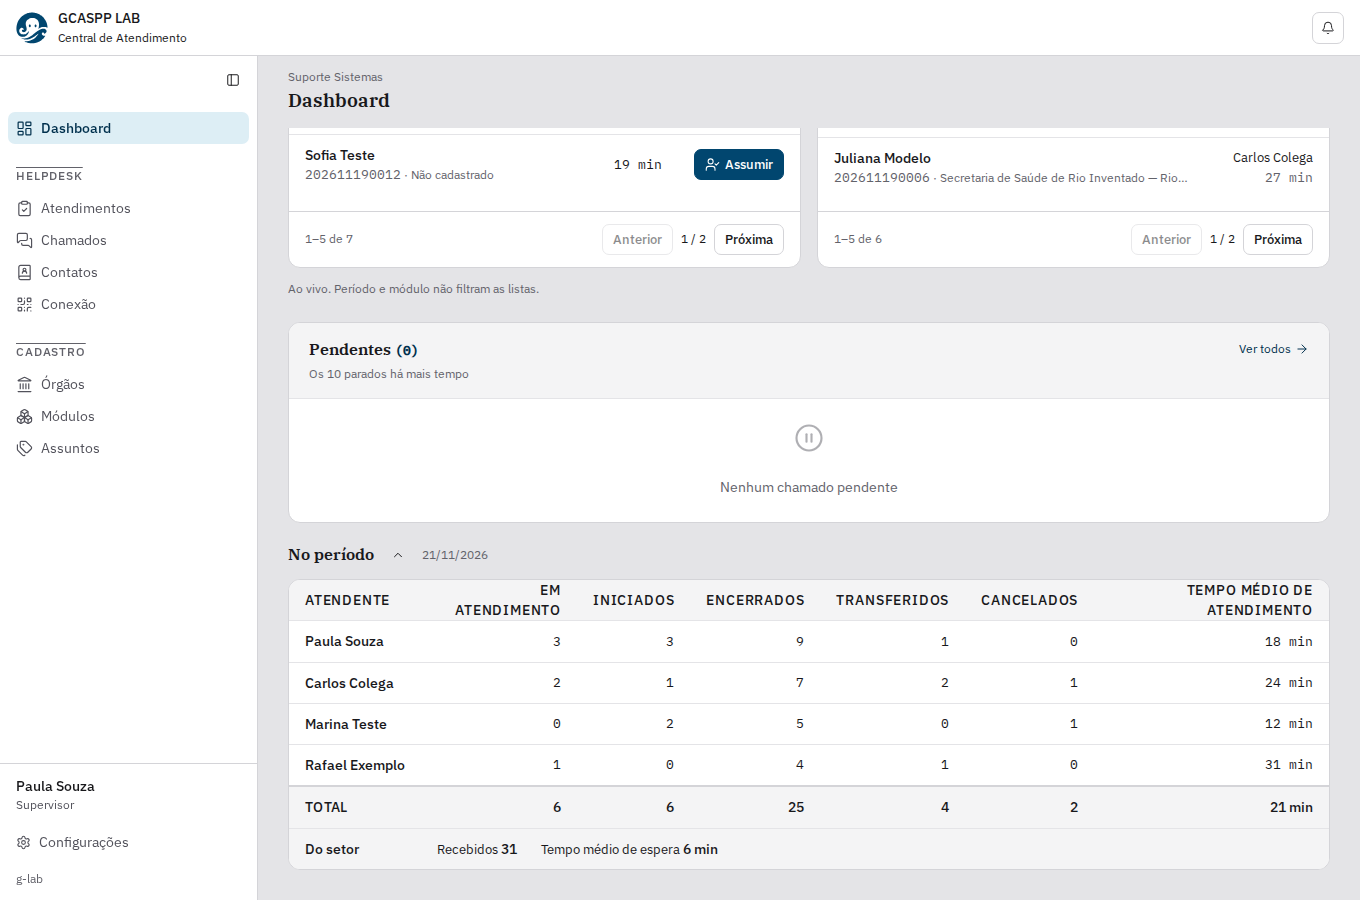 GCASPP LAB
Central de Atendimento
Suporte Sistemas
Dashboard
Dashboard
HELPDESK
Atendimentos
Chamados
Contatos
Conexão
CADASTRO
Órgãos
Módulos
Assuntos
Paula Souza
Supervisor
Configurações
g-lab
Sofia Teste
202611190012 · Não cadastrado
19 min
Assumir
1–5 de 7
Anterior 1 / 2 Próxima
Juliana Modelo
202611190006 · Secretaria de Saúde de Rio Inventado — Rio...
Carlos Colega
27 min
1–5 de 6
Anterior 1 / 2 Próxima
Ao vivo. Período e módulo não filtram as listas.
Pendentes (0)
Os 10 parados há mais tempo
Ver todos
Nenhum chamado pendente
No período 21/11/2026
ATENDENTE EM ATENDIMENTO INICIADOS ENCERRADOS TRANSFERIDOS CANCELADOS TEMPO MÉDIO DE ATENDIMENTO
Paula Souza 3 3 9 1 0 18 min
Carlos Colega 2 1 7 2 1 24 min
Marina Teste 0 2 5 0 1 12 min
Rafael Exemplo 1 0 4 1 0 31 min
TOTAL 6 6 25 4 2 21 min
Do setor Recebidos 31 Tempo médio de espera 6 min